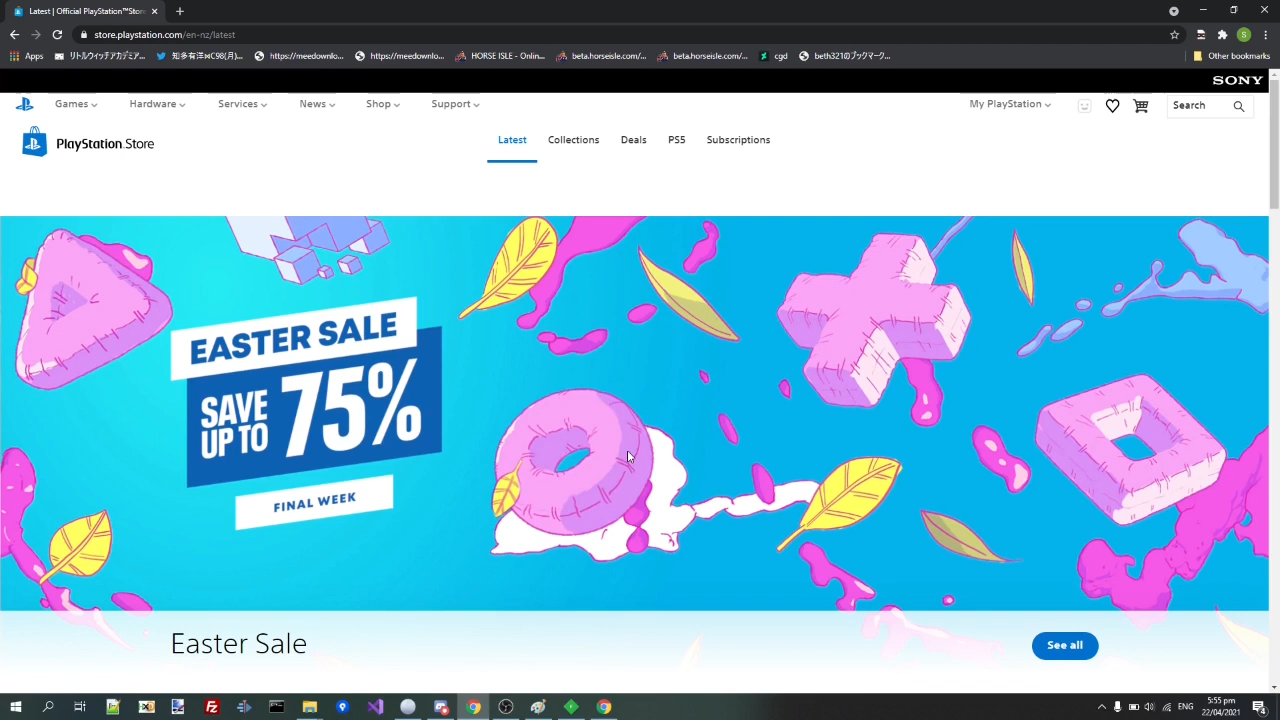 Latest | Official PlayStation™Sto
store.playstation.com/en-nz/latest
S
Apps
リトルウィッチアカデミア...
知多有洋✖C98(月)...
https://meedownlo...
https://meedownlo...
HORSE ISLE - Onlin...
beta.horseisle.com/...
beta.horseisle.com/...
cgd
beth3210のブックマーク...
Other bookmarks
SONY
Games
Hardware
Services
News
Shop
Support
My PlayStation
Search
PlayStation.Store
Latest
Collections
Deals
PS5
Subscriptions
EASTER SALE
SAVE
UP TO
75%
FINAL WEEK
Easter Sale
See all
ENG
5:55 pm
22/04/2021